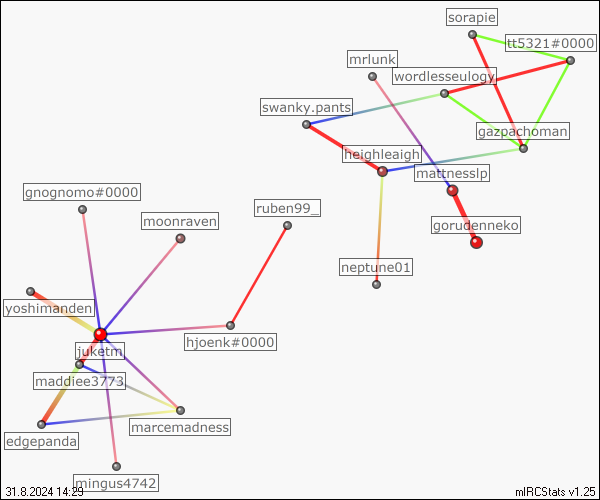 sorapie
tt5321#0000
mrlunk
wordlesseulogy
swanky.pants
gazpachoman
heighleaigh
mattnesslp
gnognomo#0000
ruben99_
moonraven
gorudenneko
neptune01
yoshimanden
hjoenk#0000
juketm
maddiee3773
marcemadness
edgepanda
mingus4742
31.8.2024 14:29
mIRCStats v1.25